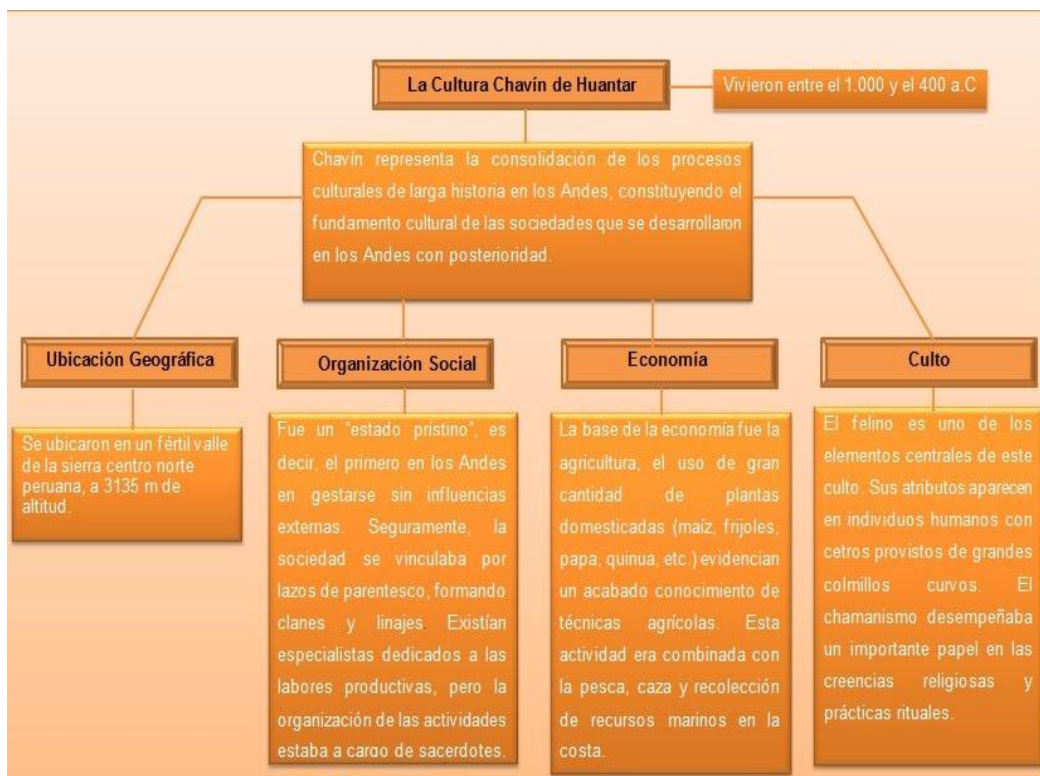 La Cultura Chavín de Huantar
Vivieron entre el 1.000 y el 400 a.C
Chavín representa la consolidación de los procesos
culturales de larga historia en los Andes, constituyendo el
fundamento cultural de las sociedades que se desarrollaron
en los Andes con posterioridad.
Ubicación Geográfica
Se ubicaron en un fértil valle
de la sierra centro norte
peruana, a 3135 m de
altitud.
Organización Social
Fue un "estado prístino", es
decir, el primero en los Andes
en gestarse sin influencias
externas. Seguramente, la
sociedad se vinculaba por
lazos de parentesco, formando
clanes y linajes. Existían
especialistas dedicados a las
labores productivas, pero la
organización de las actividades
estaba a cargo de sacerdotes.
Economía
La base de la economía fue la
agricultura, el uso de gran
cantidad de plantas
domesticadas (maíz, frijoles,
papa, quinua, etc.) evidencian
un acabado conocimiento de
técnicas agrícolas. Esta
actividad era combinada con
la pesca, caza y recolección
de recursos marinos en la
costa.
Culto
El felino es uno de los
elementos centrales de este
culto. Sus atributos aparecen
en individuos humanos con
cetros provistos de grandes
colmillos curvos. El
chamanismo desempeñaba
un importante papel en las
creencias religiosas y
prácticas rituales.